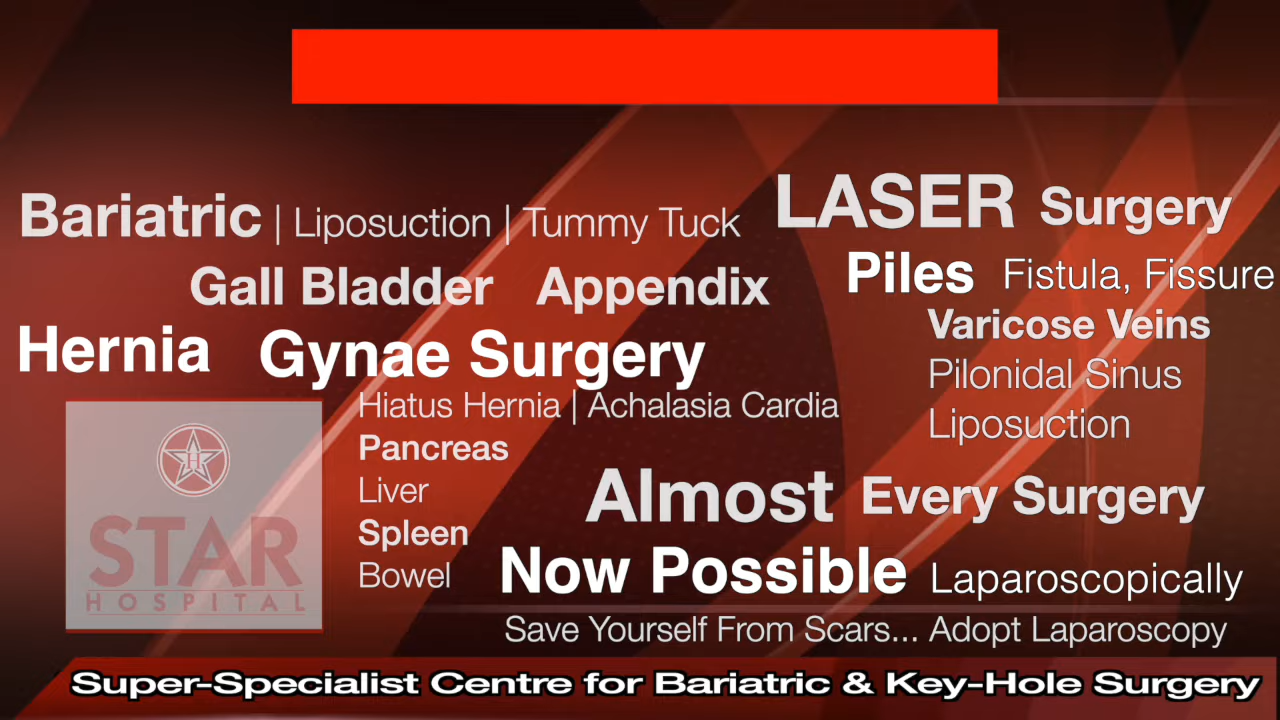 Bariatric | Liposuction | Tummy Tuck
Gall Bladder Appendix
Hernia Gynae Surgery
Hiatus Hernia | Achalasia Cardia
Pancreas
Liver
Spleen
Bowel
LASER Surgery
Piles Fistula, Fissure
Varicose Veins
Pilonidal Sinus
Liposuction
Almost Every Surgery
Now Possible Laparoscopically
Save Yourself From Scars... Adopt Laparoscopy
H
STAR
HOSPITAL
Super-Specialist Centre for Bariatric & Key-Hole Surgery